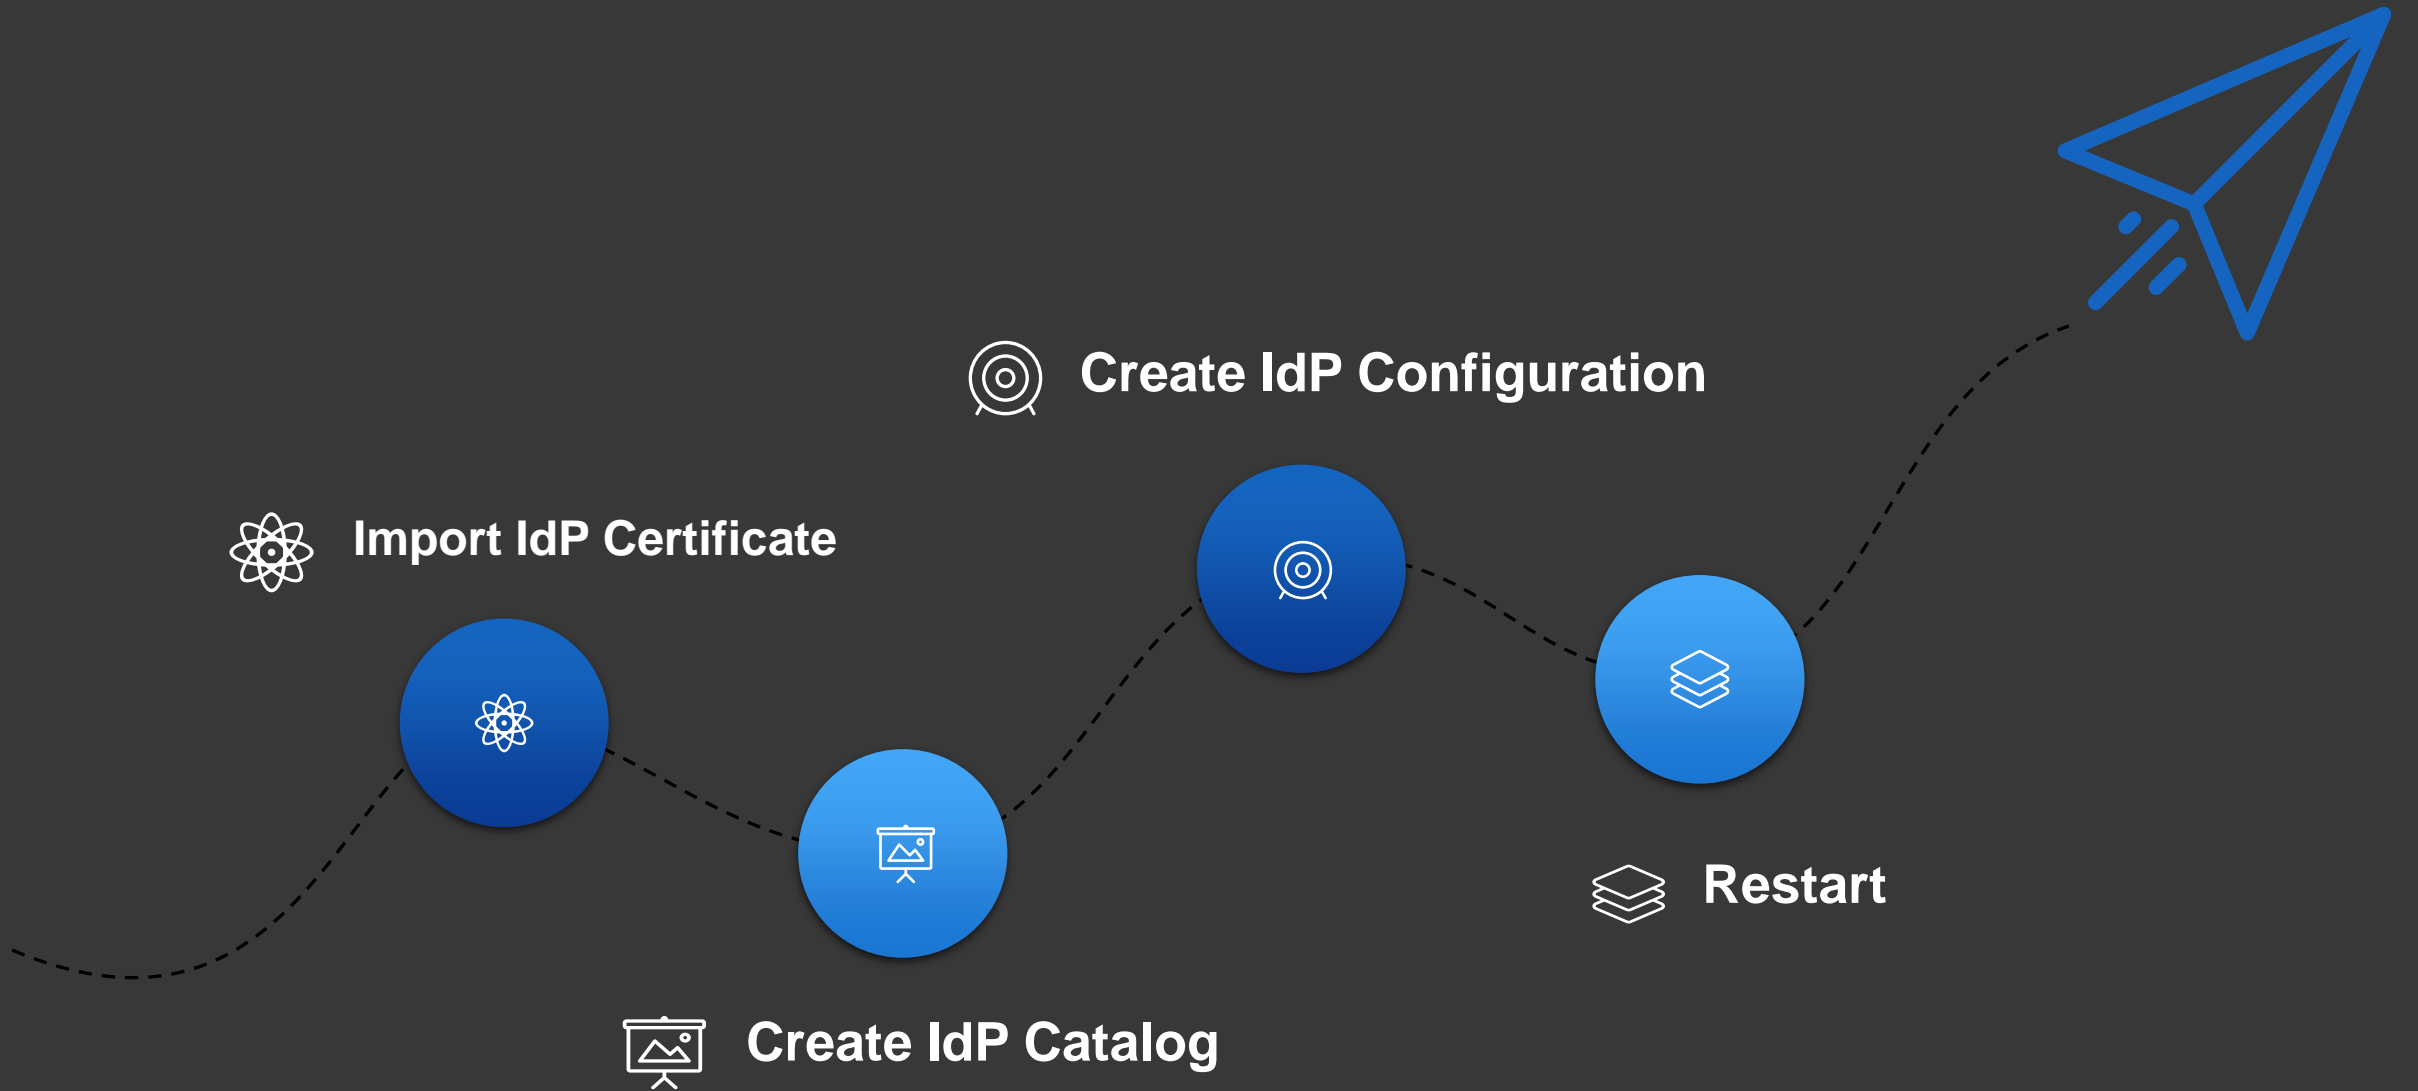 Import IdP Certificate
Create IdP Catalog
Create IdP Configuration
Restart